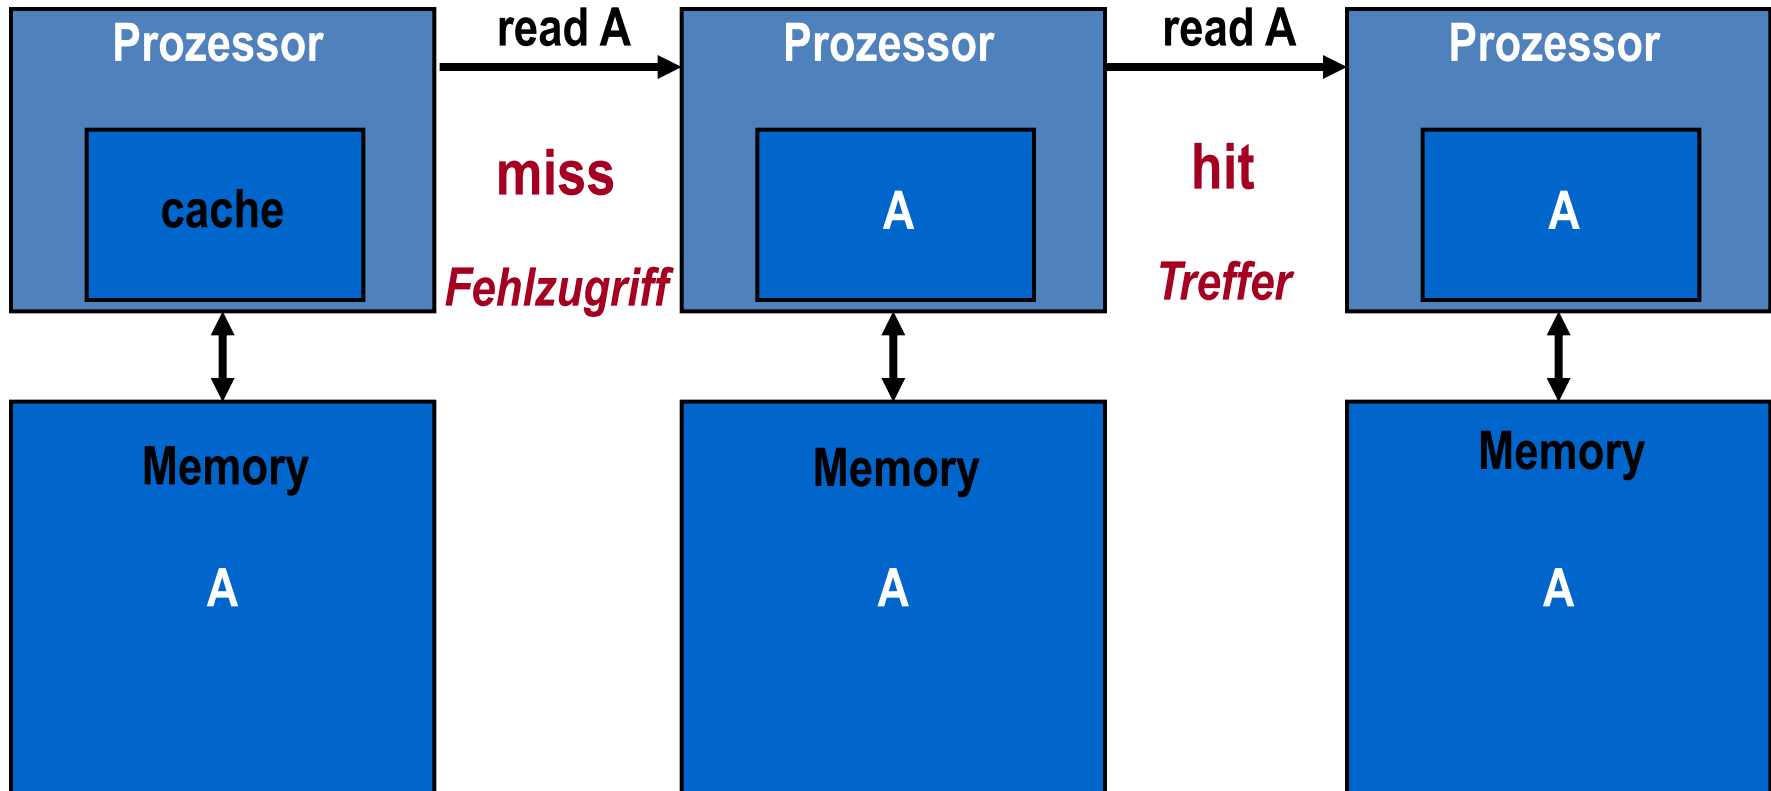 Prozessor
read A
Prozessor
read A
Prozessor
cache
miss
Fehlzugriff
A
hit
Treffer
A
Memory
A
Memory
A
Memory
A